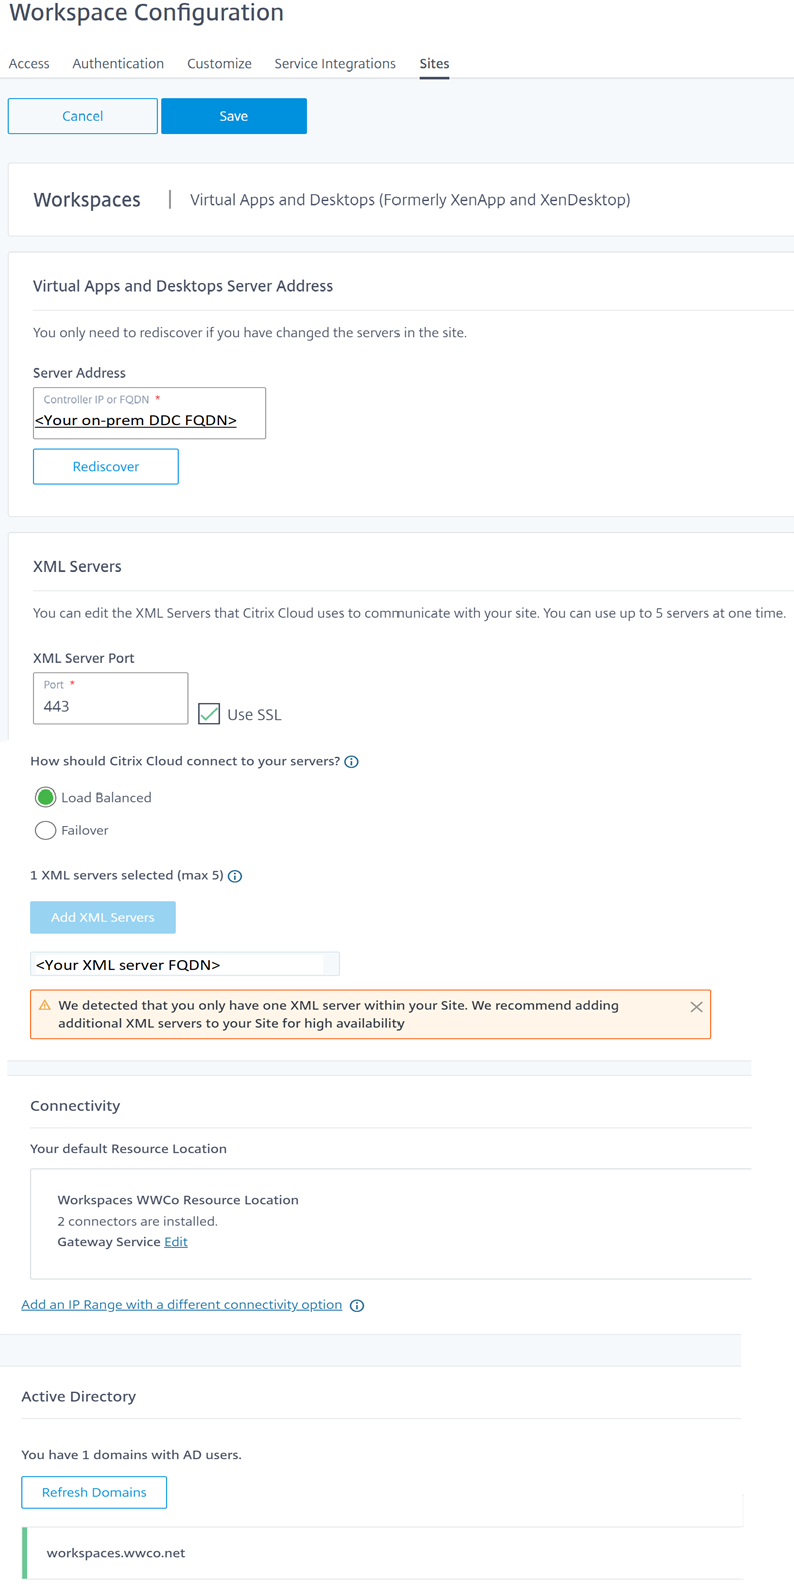 Workspace Configuration
Access Authentication Customize Service Integrations Sites
Cancel Save
Workspaces | Virtual Apps and Desktops (Formerly XenApp and XenDesktop)
Virtual Apps and Desktops Server Address
You only need to rediscover if you have changed the servers in the site.
Server Address
Controller IP or FQDN *
<Your on-prem DDC FQDN>
Rediscover
XML Servers
You can edit the XML Servers that Citrix Cloud uses to communicate with your site. You can use up to 5 servers at one time.
XML Server Port
Port *
443
Use SSL
How should Citrix Cloud connect to your servers?
Load Balanced
Failover
1 XML servers selected (max 5)
Add XML Servers
<Your XML server FQDN>
We detected that you only have one XML server within your Site. We recommend adding
additional XML servers to your Site for high availability
Connectivity
Your default Resource Location
Workspaces WWCo Resource Location
2 connectors are installed.
Gateway Service Edit
Add an IP Range with a different connectivity option
Active Directory
You have 1 domains with AD users.
Refresh Domains
workspaces.wwco.net